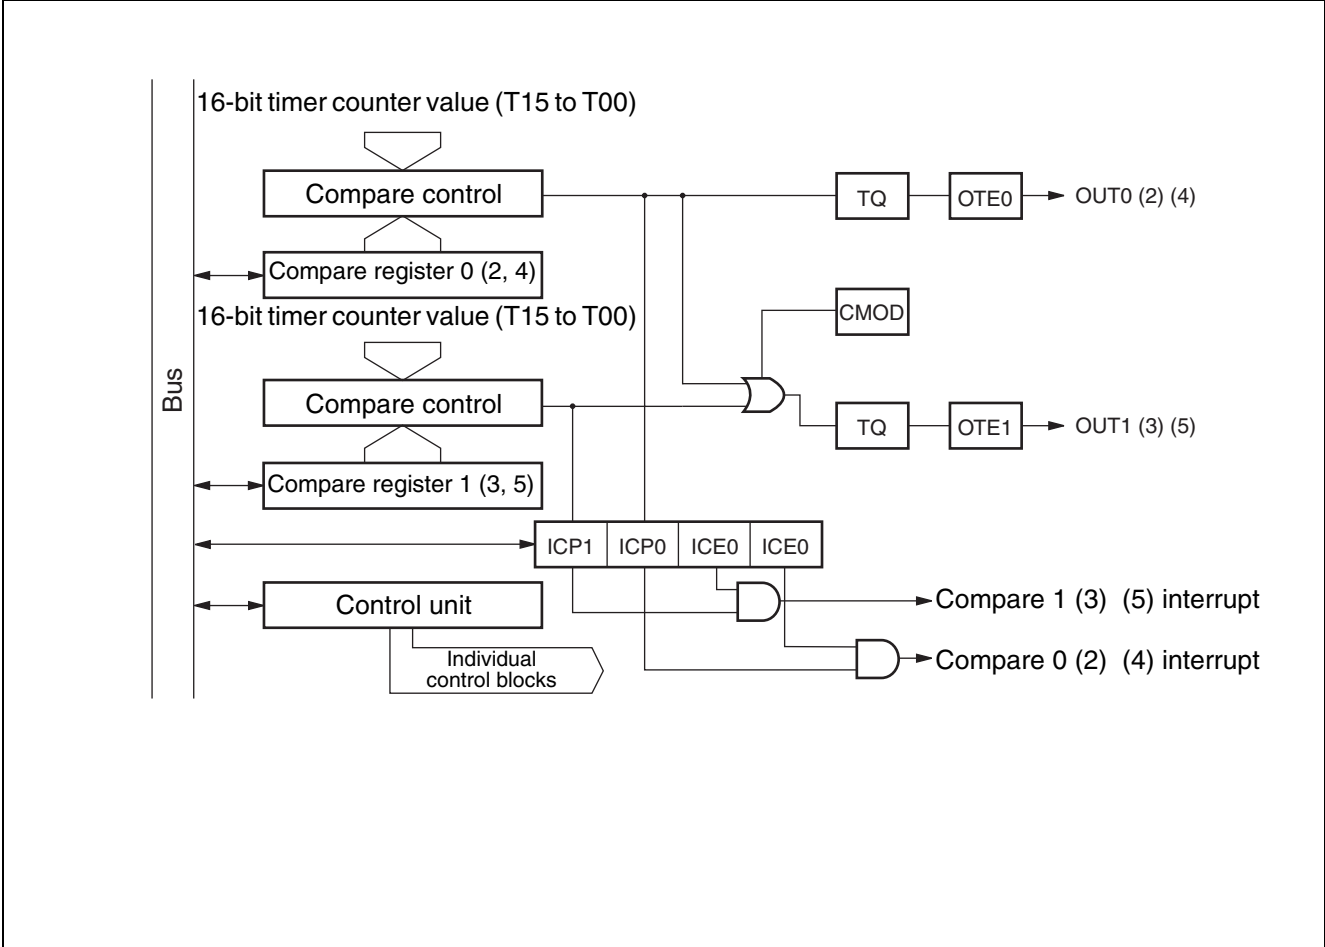 16-bit timer counter value (T15 to T00)
Compare control
TQ
OTE0
OUT0 (2) (4)
Compare register 0 (2, 4)
16-bit timer counter value (T15 to T00)
CMOD
Bus
Compare control
TQ
OTE1
OUT1 (3) (5)
Compare register 1 (3, 5)
ICP1
ICP0
ICE0
ICE0
Control unit
Compare 1 (3) (5) interrupt
Individual
control blocks
Compare 0 (2) (4) interrupt